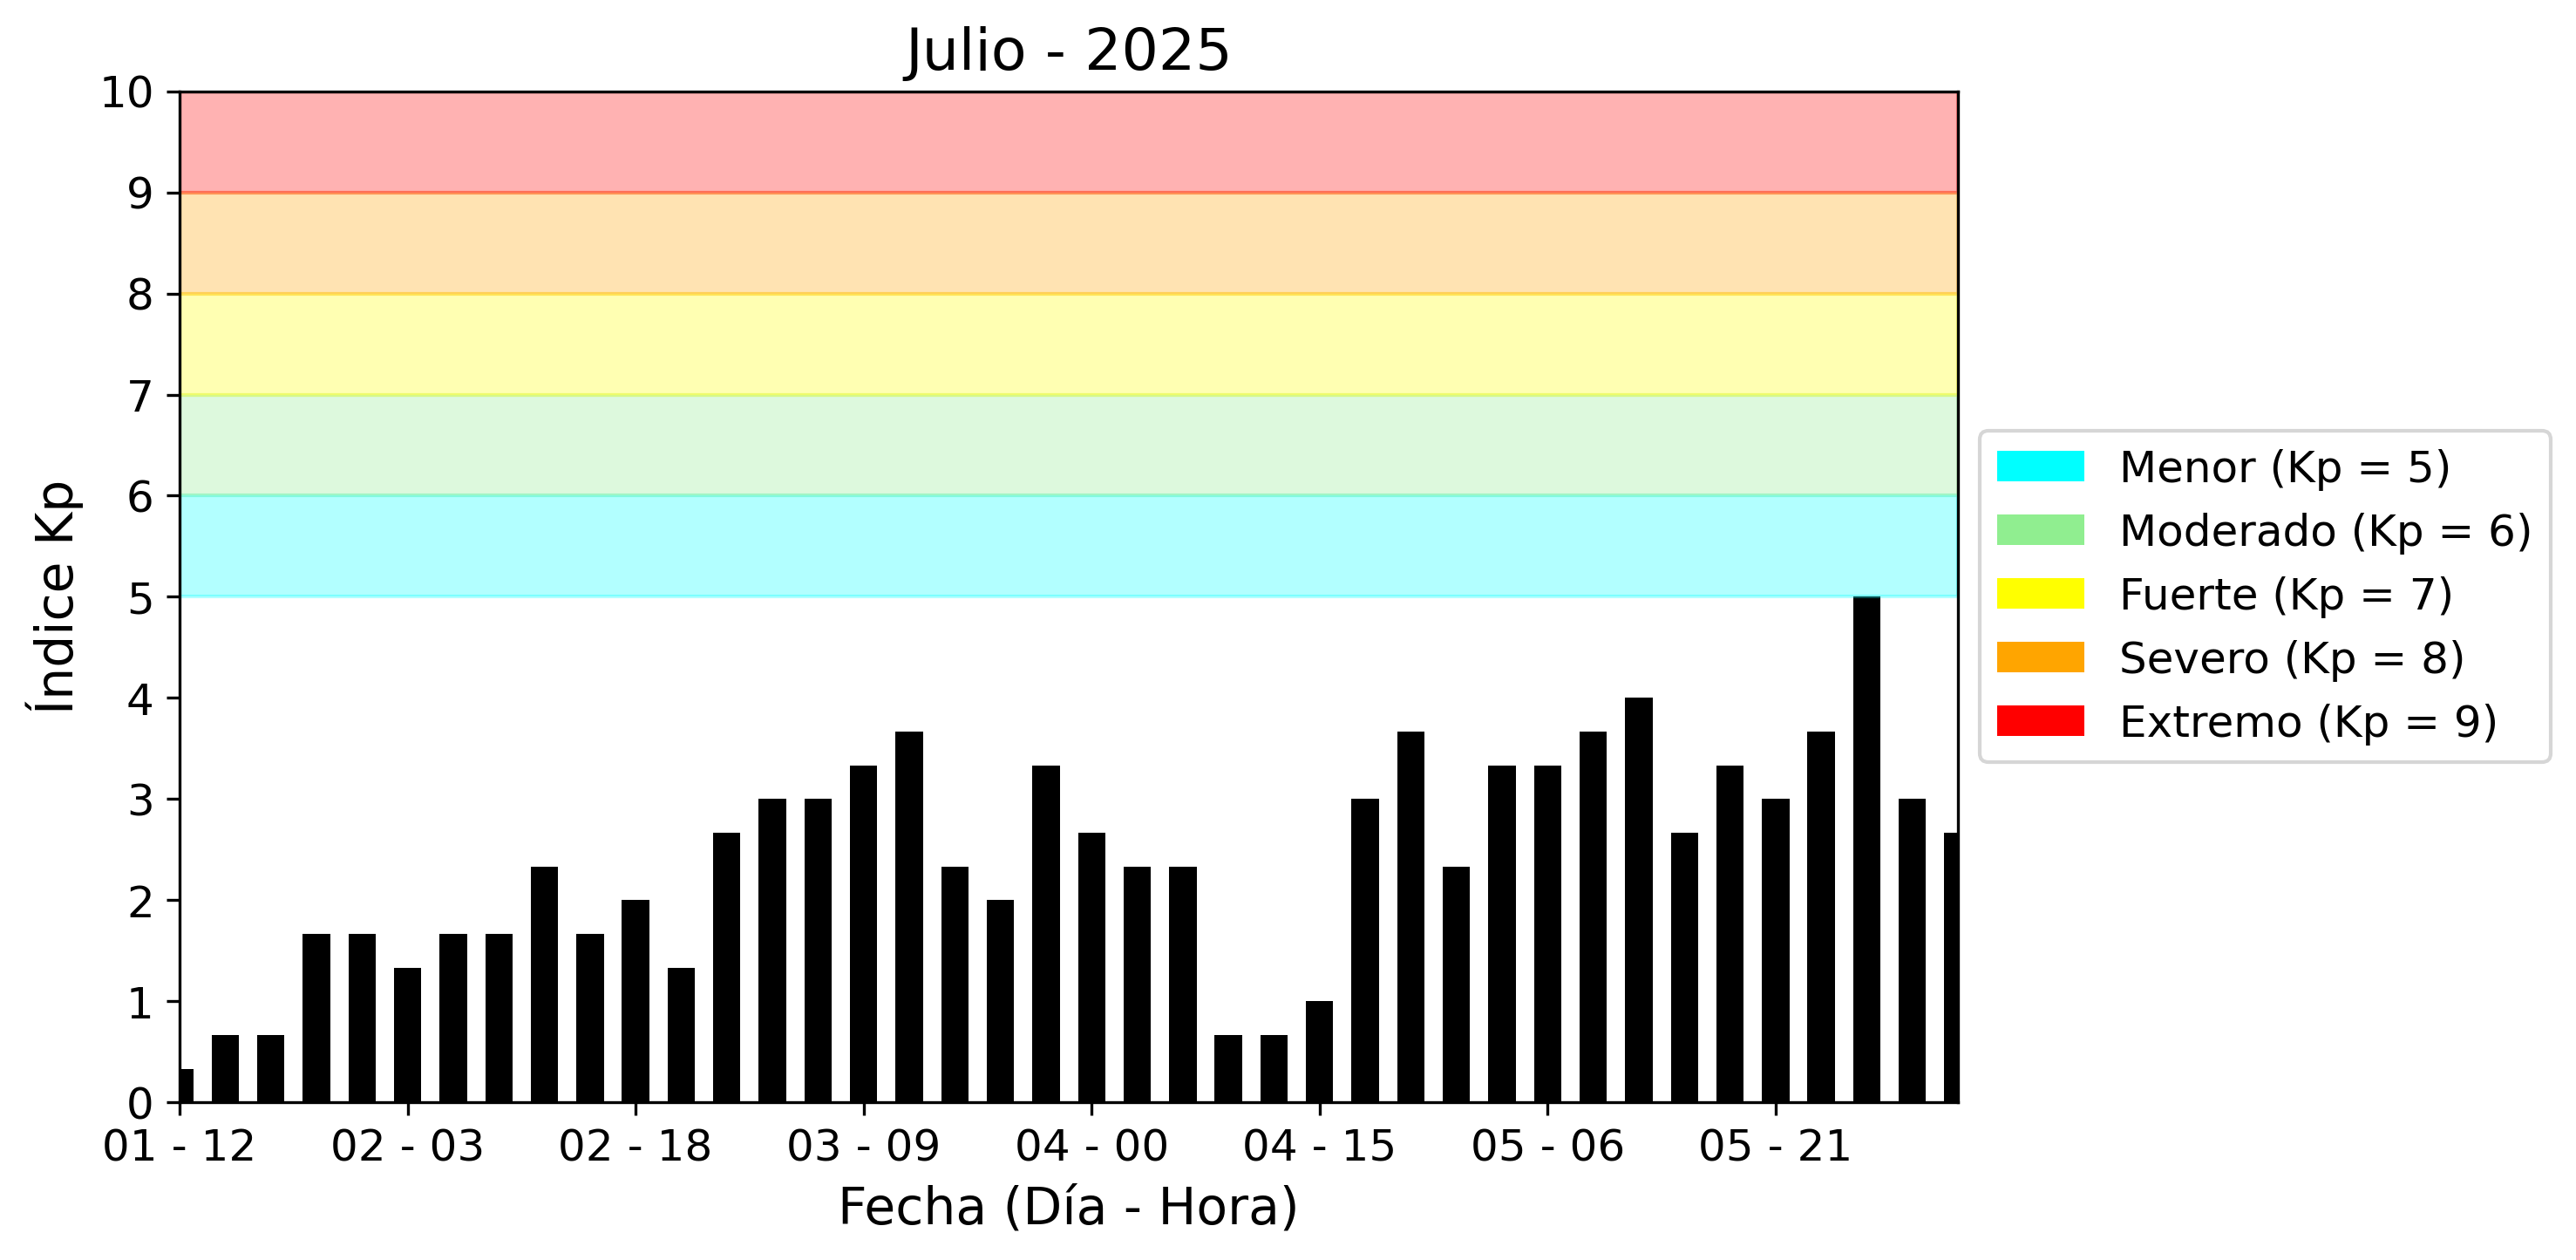 Julio - 2025
10
9
8
7
6
5
4
3
2
1
0
Índice Kp
01 - 12
02 - 03
02 - 18
03 - 09
04 - 00
04 - 15
05 - 06
05 - 21
Fecha (Día - Hora)
Menor (Kp = 5)
Moderado (Kp = 6)
Fuerte (Kp = 7)
Severo (Kp = 8)
Extremo (Kp = 9)